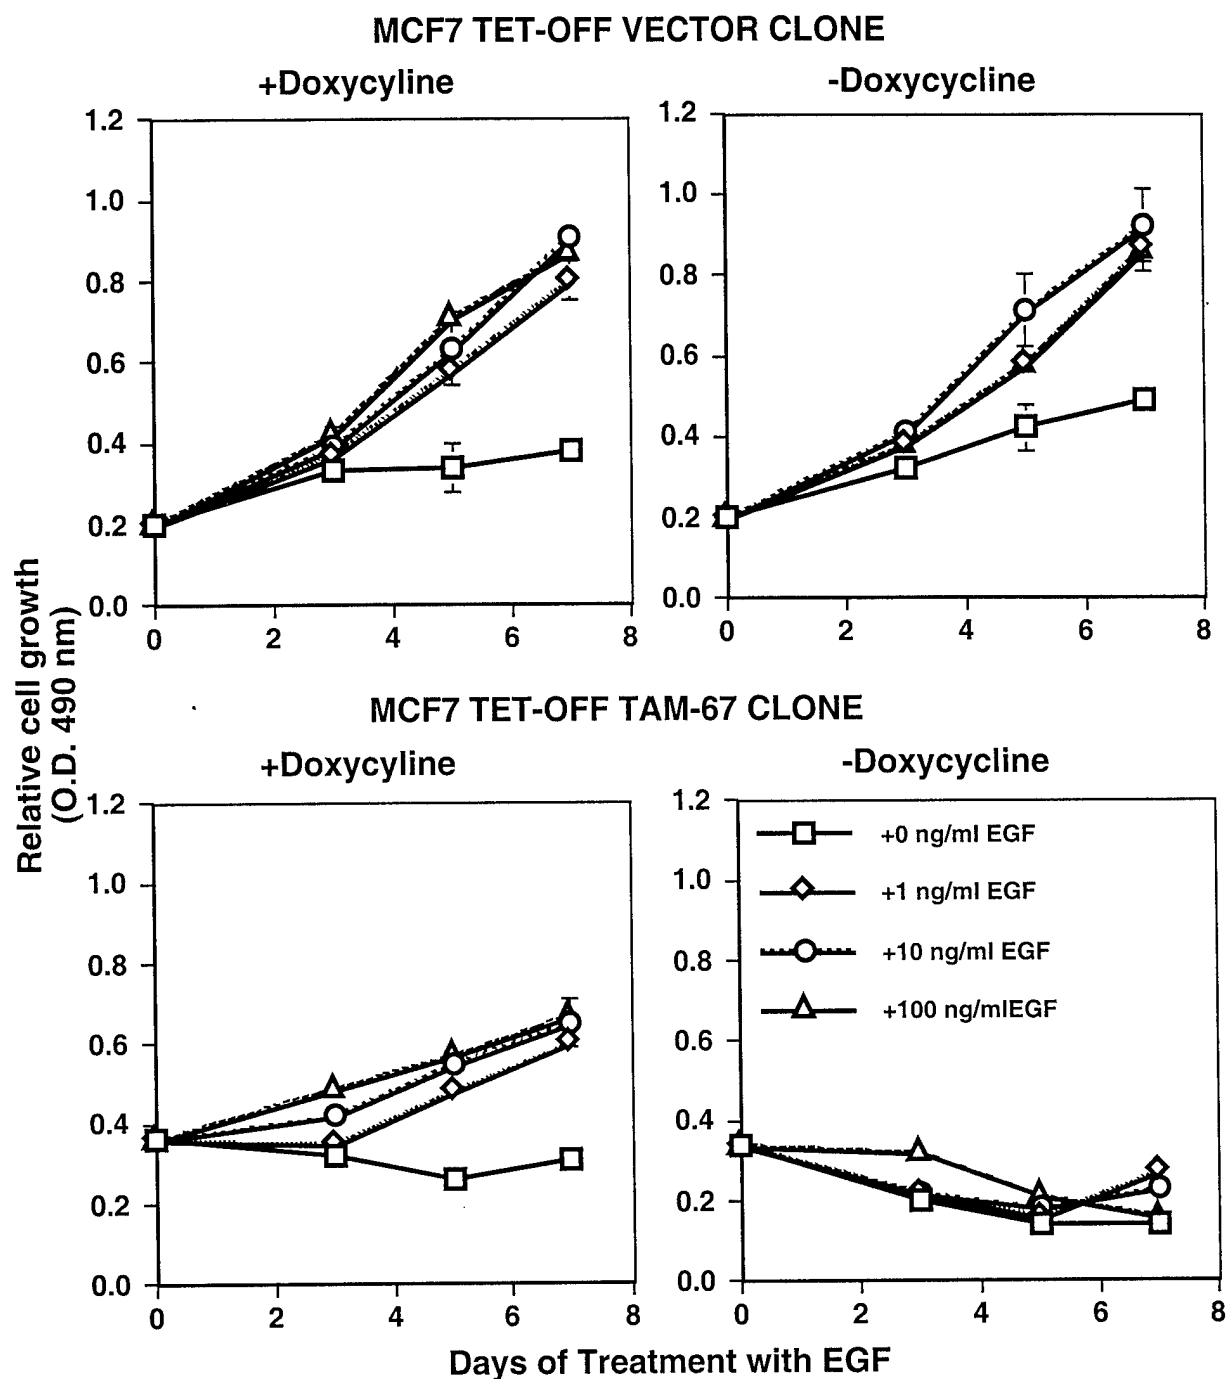 MCF7 TET-OFF VECTOR CLONE
+Doxycyline
-Doxycycline
1.2
1.0
0.8
0.6
0.4
0.2
0.0
0 2 4 6 8
1.2
1.0
0.8
0.6
0.4
0.2
0.0
0 2 4 6 8
Relative cell growth
(O.D. 490 nm)
MCF7 TET-OFF TAM-67 CLONE
+Doxycyline
-Doxycycline
1.2
1.0
0.8
0.6
0.4
0.2
0.0
0 2 4 6 8
1.2
1.0
0.8
0.6
0.4
0.2
0.0
0 2 4 6 8
+0 ng/ml EGF
+1 ng/ml EGF
+10 ng/ml EGF
+100 ng/mlEGF
Days of Treatment with EGF